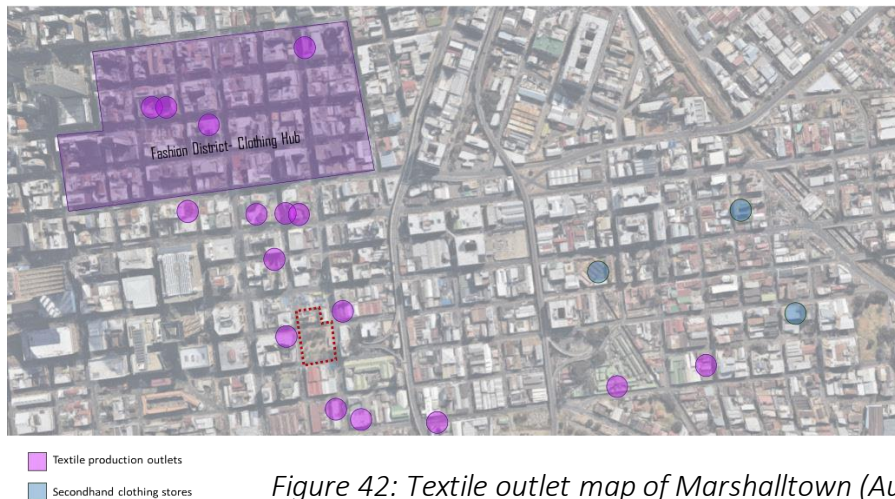 Fashion District- Clothing Hub
Textile production outlets
Secondhand clothing stores
Figure 42: Textile outlet map of Marshalltown (A